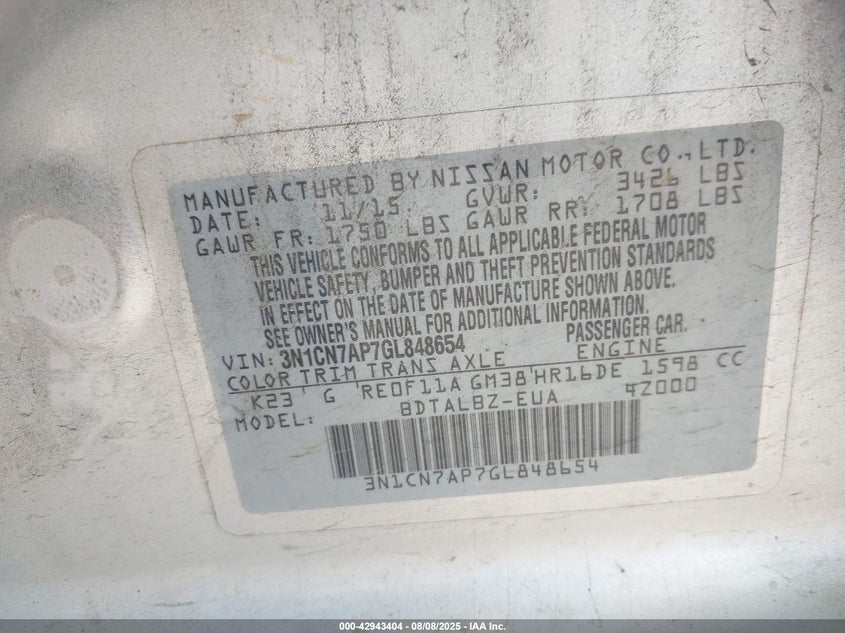 MANUFACTURED BY NISSAN MOTOR CO., LTD.
DATE: 11/15 GVWR: 3426 LBS
GAWR FR: 1750 LBS GAWR RR: 1708 LBS
THIS VEHICLE CONFORMS TO ALL APPLICABLE FEDERAL MOTOR
VEHICLE SAFETY, BUMPER AND THEFT PREVENTION STANDARDS
IN EFFECT ON THE DATE OF MANUFACTURE SHOWN ABOVE.
SEE OWNER'S MANUAL FOR ADDITIONAL INFORMATION.
VIN: 3N1CN7AP7GL848654 PASSENGER CAR.
COLOR TRIM TRANS AXLE ENGINE
K23 G RE0F11A GM38 HR16DE 1598 CC
MODEL: BDTALBZ-EUA 42000
3N1CN7AP7GL848654
000-42943404 - 08/08/2025 - IAA Inc.